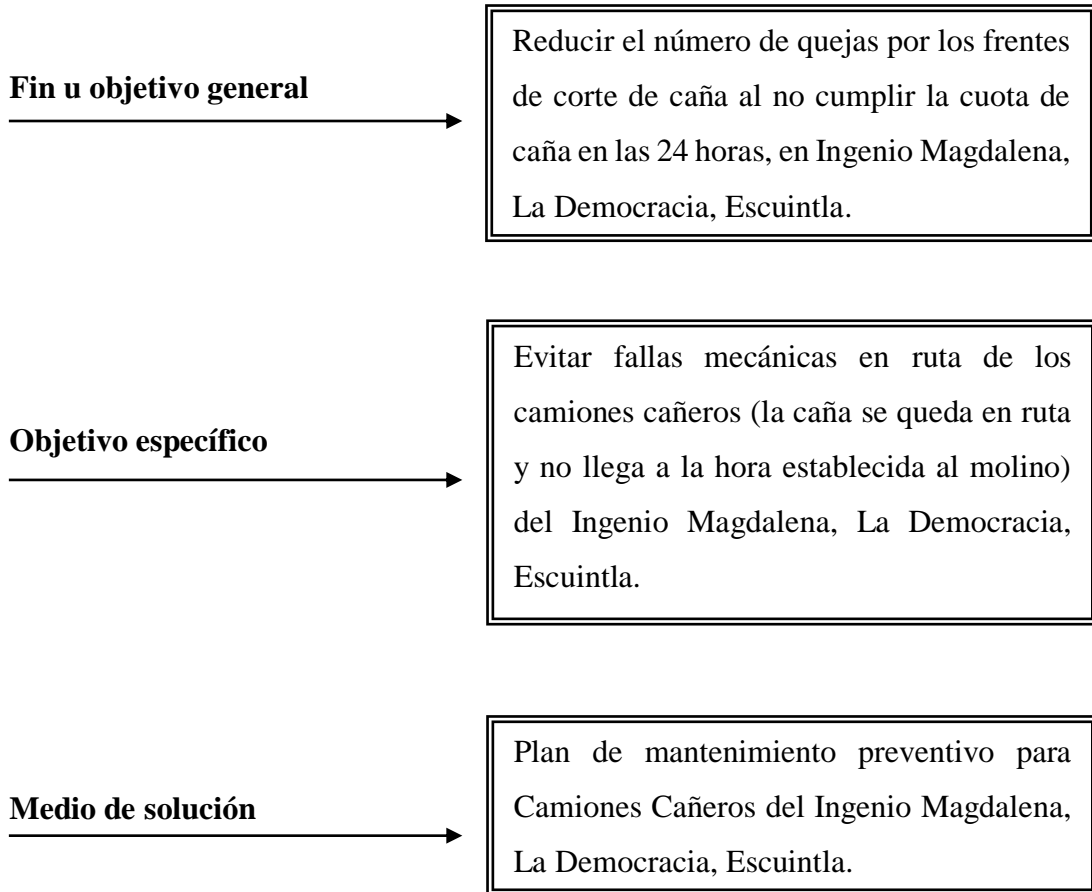 Fin u objetivo general
Reducir el número de quejas por los frentes
de corte de caña al no cumplir la cuota de
caña en las 24 horas, en Ingenio Magdalena,
La Democracia, Escuintla.
Objetivo específico
Evitar fallas mecánicas en ruta de los
camiones cañeros (la caña se queda en ruta
y no llega a la hora establecida al molino)
del Ingenio Magdalena, La Democracia,
Escuintla.
Medio de solución
Plan de mantenimiento preventivo para
Camiones Cañeros del Ingenio Magdalena,
La Democracia, Escuintla.